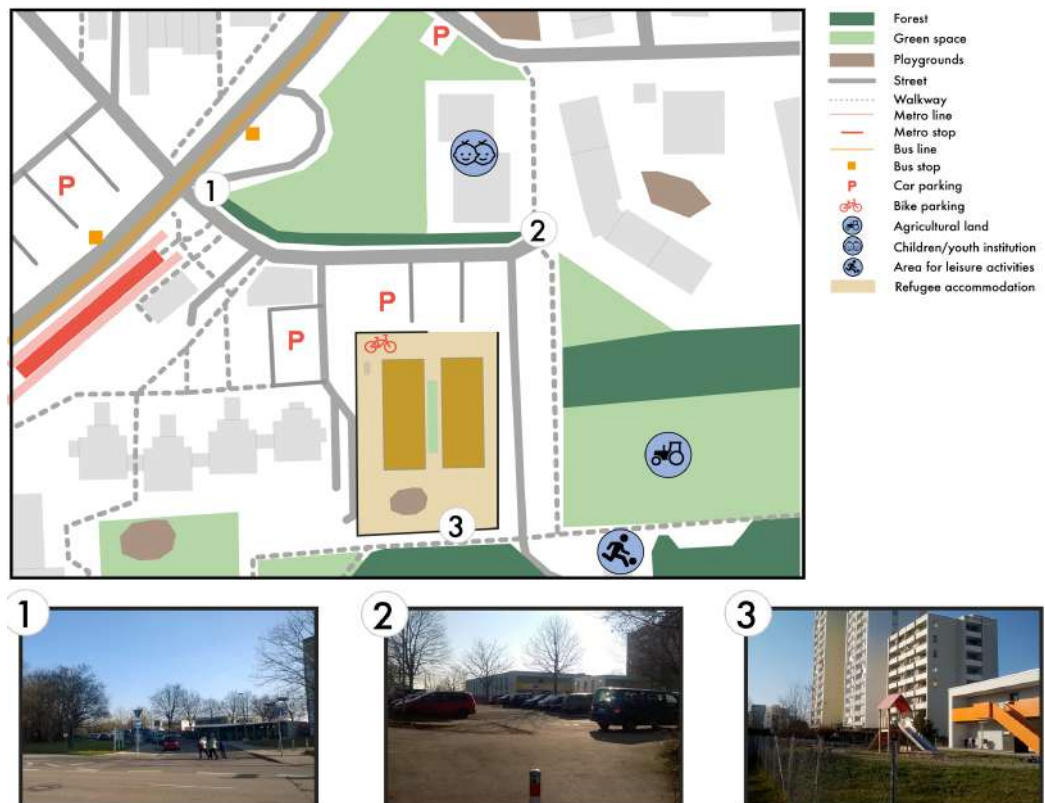 P
Forest
Green space
Playgrounds
Street
Walkway
Metro line
Metro stop
Bus line
Bus stop
P Car parking
Bike parking
Agricultural land
Children/youth institution
Area for leisure activities
Refugee accommodation
P
1
2
P
P
3
1
2
3